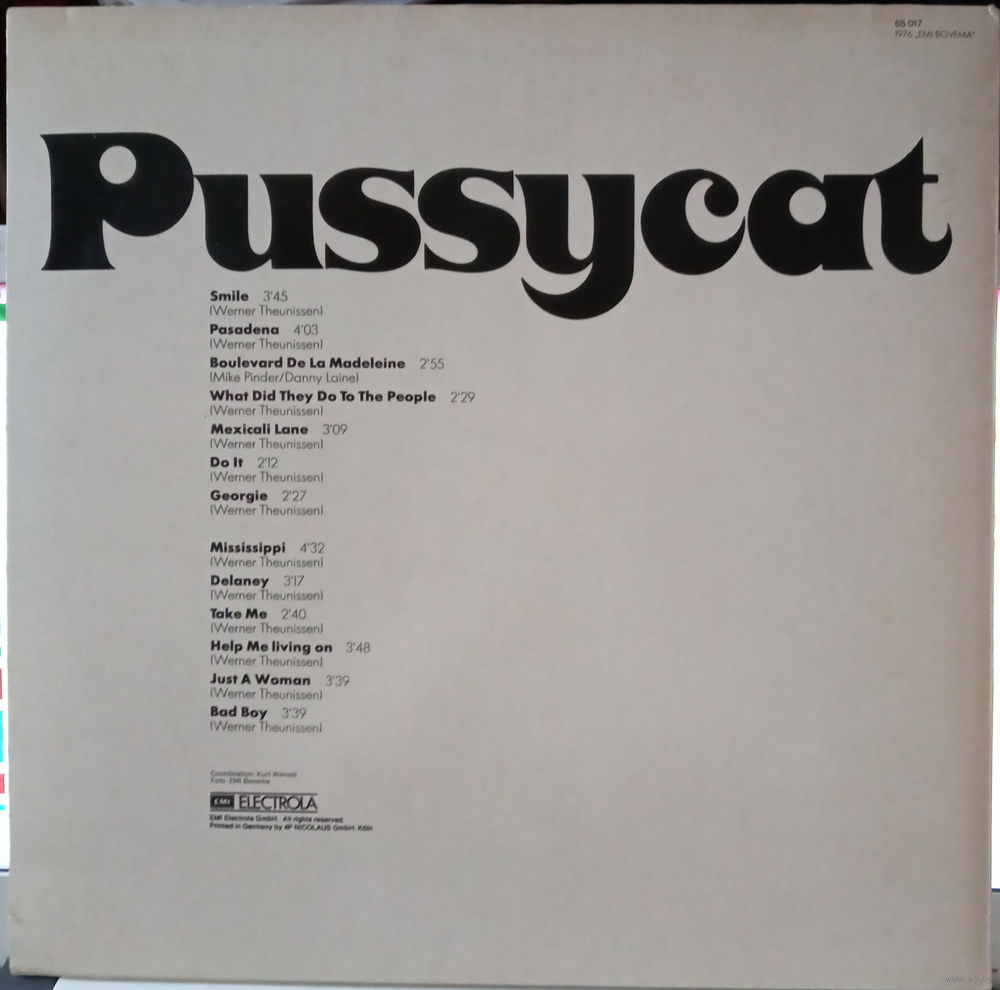 65 017
1976 „EMI BOVEMA"
Pussycat
Smile 3'45
(Werner Theunissen)
Pasadena 4'03
(Werner Theunissen)
Boulevard De La Madeleine 2'55
(Mike Pinder/Danny Laine)
What Did They Do To The People 2'29
(Werner Theunissen)
Mexicali Lane 3'09
(Werner Theunissen)
Do It 2'12
(Werner Theunissen)
Georgie 2'27
(Werner Theunissen)
Mississippi 4'32
(Werner Theunissen)
Delaney 3'17
(Werner Theunissen)
Take Me 2'40
(Werner Theunissen)
Help Me living on 3'48
(Werner Theunissen)
Just A Woman 3'39
(Werner Theunissen)
Bad Boy 3'39
(Werner Theunissen)
Coordination: Kurt Wenzel
Foto: EMI Bovema
EMI ELECTROLA
EMI Electrola GmbH · All rights reserved.
Printed in Germany by 4P NICOLAUS GmbH, Köln
www.ay.by